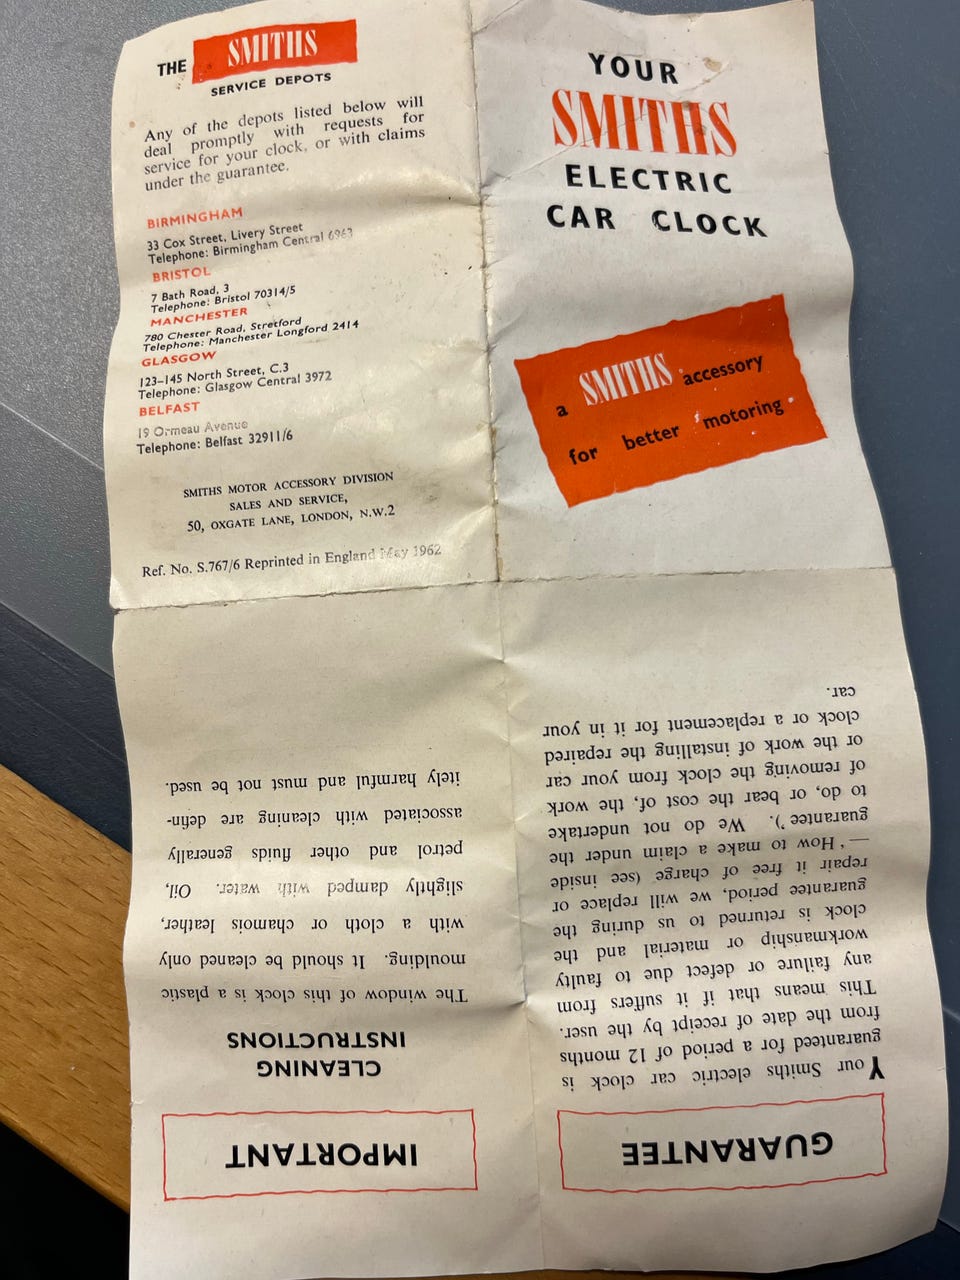 THE SMITHS
SERVICE DEPOTS
Any of the depots listed below will
deal promptly with requests for
service for your clock, or with claims
under the guarantee.
BIRMINGHAM
33 Cox Street, Livery Street
Telephone: Birmingham Central 6963
BRISTOL
7 Bath Road, 3
Telephone: Bristol 70314/5
MANCHESTER
780 Chester Road, Stretford
Telephone: Manchester Longford 2414
GLASGOW
123–145 North Street, C.3
Telephone: Glasgow Central 3972
BELFAST
19 Ormeau Avenue
Telephone: Belfast 32911/6
SMITHS MOTOR ACCESSORY DIVISION
SALES AND SERVICE,
50, OXGATE LANE, LONDON, N.W.2
Ref. No. S.767/6 Reprinted in England May 1962
YOUR
SMITHS
ELECTRIC
CAR CLOCK
a SMITHS accessory
for better motoring
GUARANTEE
Your Smiths electric car clock is
guaranteed for a period of 12 months
from the date of receipt by the user.
This means that if it suffers from
any failure or defect due to faulty
workmanship or material and the
clock is returned to us during the
guarantee period, we will replace or
repair it free of charge (see inside
—' How to make a claim under the
guarantee '). We do not undertake
to do, or bear the cost of, the work
of removing the clock from your car
or the work of installing the repaired
clock or a replacement for it in your
car.
IMPORTANT
CLEANING
INSTRUCTIONS
The window of this clock is a plastic
moulding. It should be cleaned only
with a cloth or chamois leather,
slightly damped with water. Oil,
petrol and other fluids generally
associated with cleaning are defin-
itely harmful and must not be used.